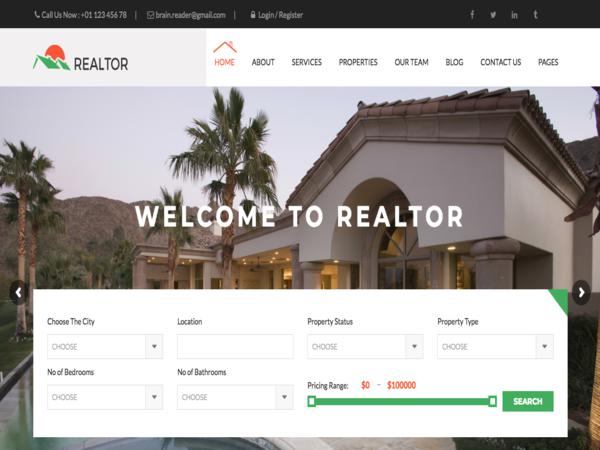 Call Us Now : +01 123 456 78 | brain.reader@gmail.com | Login / Register
REALTOR
HOME ABOUT SERVICES PROPERTIES OUR TEAM BLOG CONTACT US PAGES
WELCOME TO REALTOR
Choose The City Location Property Status Property Type
CHOOSE CHOOSE CHOOSE
No of Bedrooms No of Bathrooms Pricing Range: $0 - $100000
CHOOSE CHOOSE SEARCH